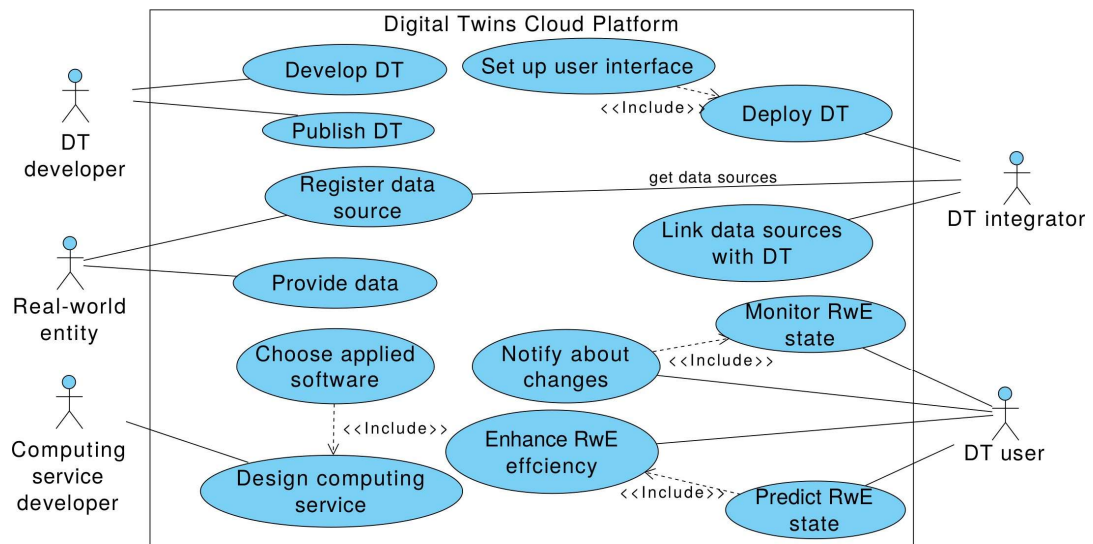 Digital Twins Cloud Platform
Develop DT
Set up user interface
<<Include>>
Deploy DT
Publish DT
DT
developer
Register data
source
get data sources
DT integrator
Link data sources
with DT
Real-world
entity
Provide data
Monitor RwE
state
Choose applied
software
Notify about
changes
<<Include>>
<<Include>>
Enhance RwE
effciency
DT user
Computing
service
developer
Design computing
service
<<Include>>
Predict RwE
state